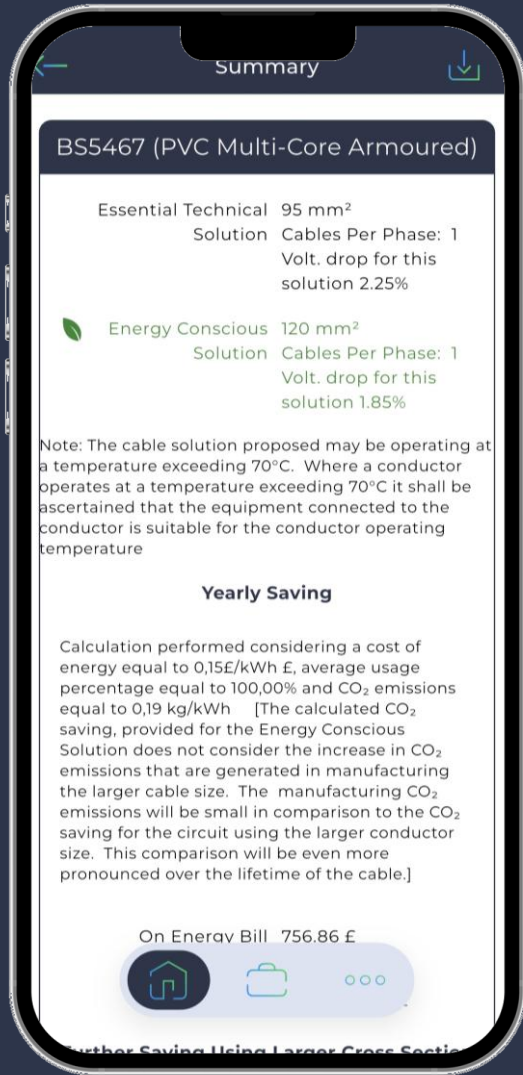 Summary
BS5467 (PVC Multi-Core Armoured)
Essential Technical 95 mm²
Solution Cables Per Phase: 1
Volt. drop for this
solution 2.25%
Energy Conscious 120 mm²
Solution Cables Per Phase: 1
Volt. drop for this
solution 1.85%
Note: The cable solution proposed may be operating at
a temperature exceeding 70°C. Where a conductor
operates at a temperature exceeding 70°C it shall be
ascertained that the equipment connected to the
conductor is suitable for the conductor operating
temperature
Yearly Saving
Calculation performed considering a cost of
energy equal to 0,15£/kWh £, average usage
percentage equal to 100,00% and CO₂ emissions
equal to 0,19 kg/kWh [The calculated CO₂
saving, provided for the Energy Conscious
Solution does not consider the increase in CO₂
emissions that are generated in manufacturing
the larger cable size. The manufacturing CO₂
emissions will be small in comparison to the CO₂
saving for the circuit using the larger conductor
size. This comparison will be even more
pronounced over the lifetime of the cable.]
On Energy Bill 756.86 £
Further Saving Using Larger Cross Sectio